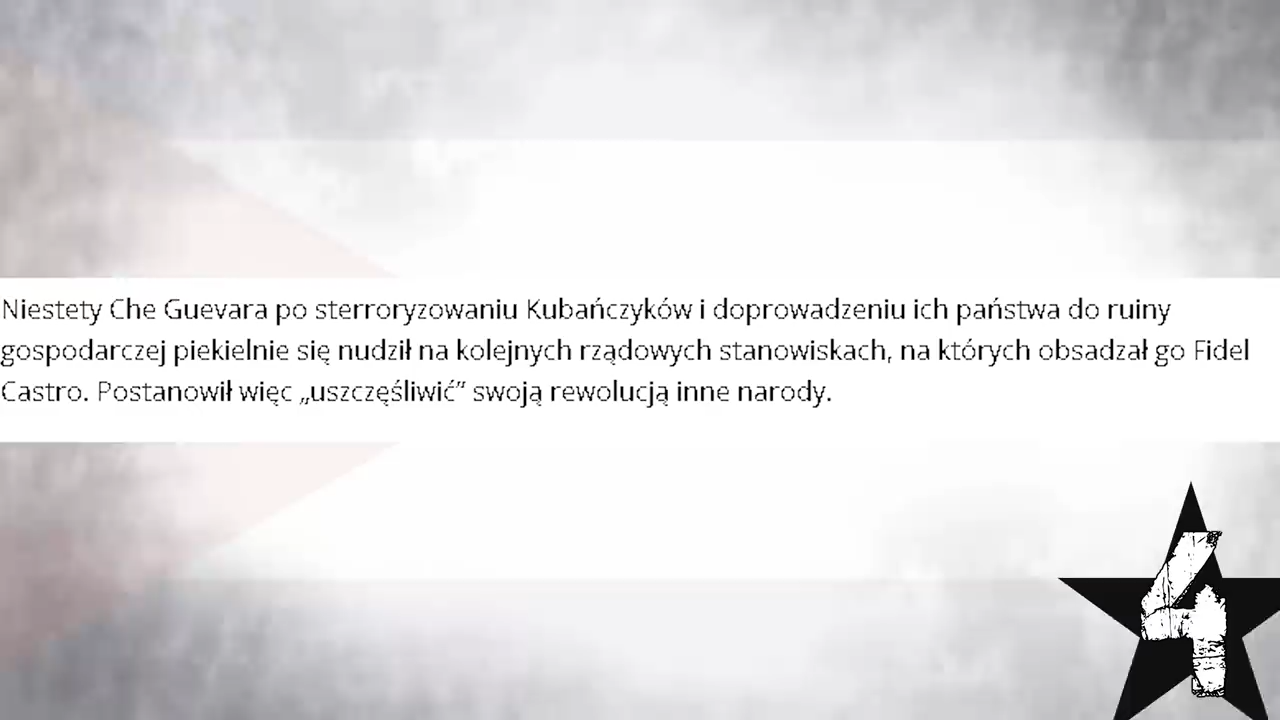 Niestety Che Guevara po sterroryzowaniu Kubańczyków i doprowadzeniu ich państwa do ruiny
gospodarczej piekielnie się nudził na kolejnych rządowych stanowiskach, na których obsadzał go Fidel
Castro. Postanowił więc „uszczęśliwić” swoją rewolucją inne narody.
4